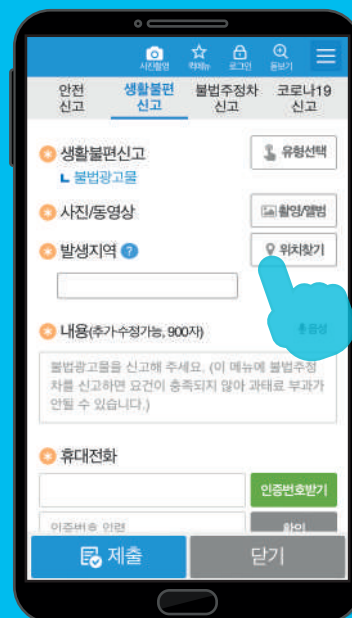 사진촬영 퀵메뉴 로그인 돋보기
안전 신고
생활불편 신고
불법주정차 신고
코로나19 신고
생활불편신고 유형선택
ㄴ 불법광고물
사진/동영상 촬영/앨범
발생지역 ? 위치찾기
내용(추가·수정가능, 900자)
불법광고물을 신고해 주세요. (이 메뉴에 불법주정
차를 신고하면 요건이 충족되지 않아 과태료 부과가
안될 수 있습니다.)
휴대전화
인증번호받기
인증번호 입력 확인
제출 닫기